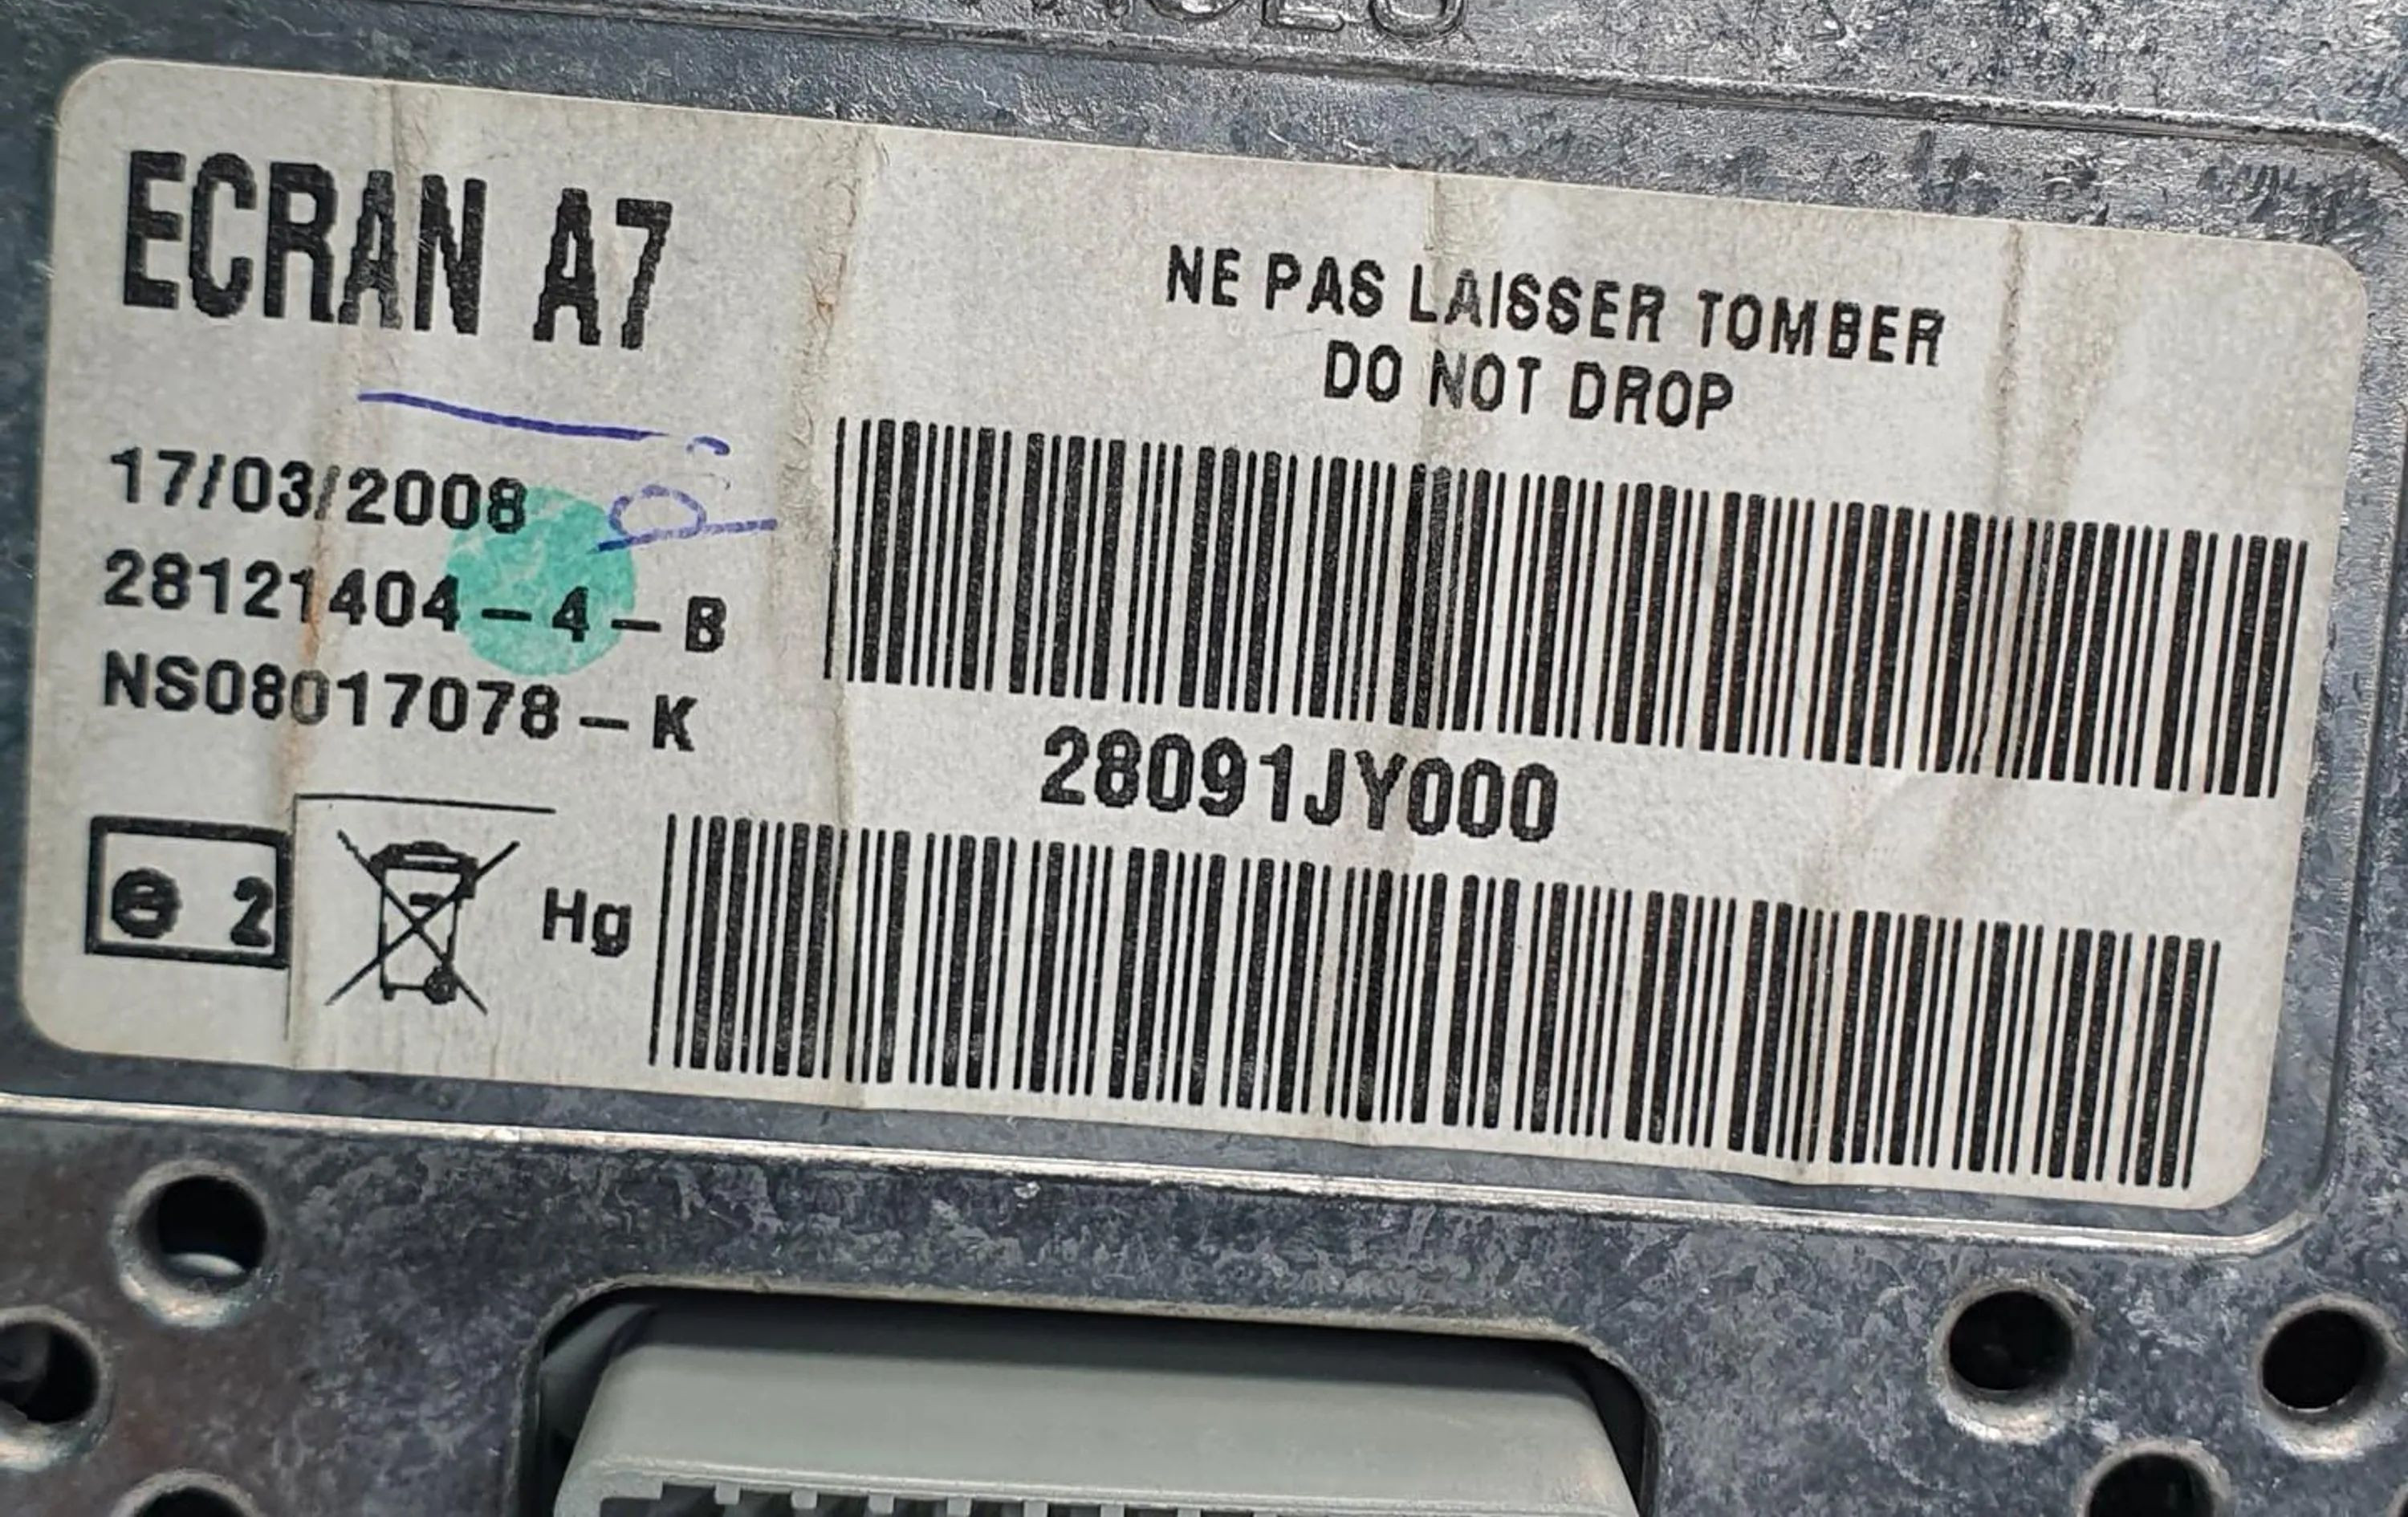 ECRAN A7
NE PAS LAISSER TOMBER
DO NOT DROP
17/03/2008
28121404-4-B
NS08017078-K
28091JY000
2
Hg